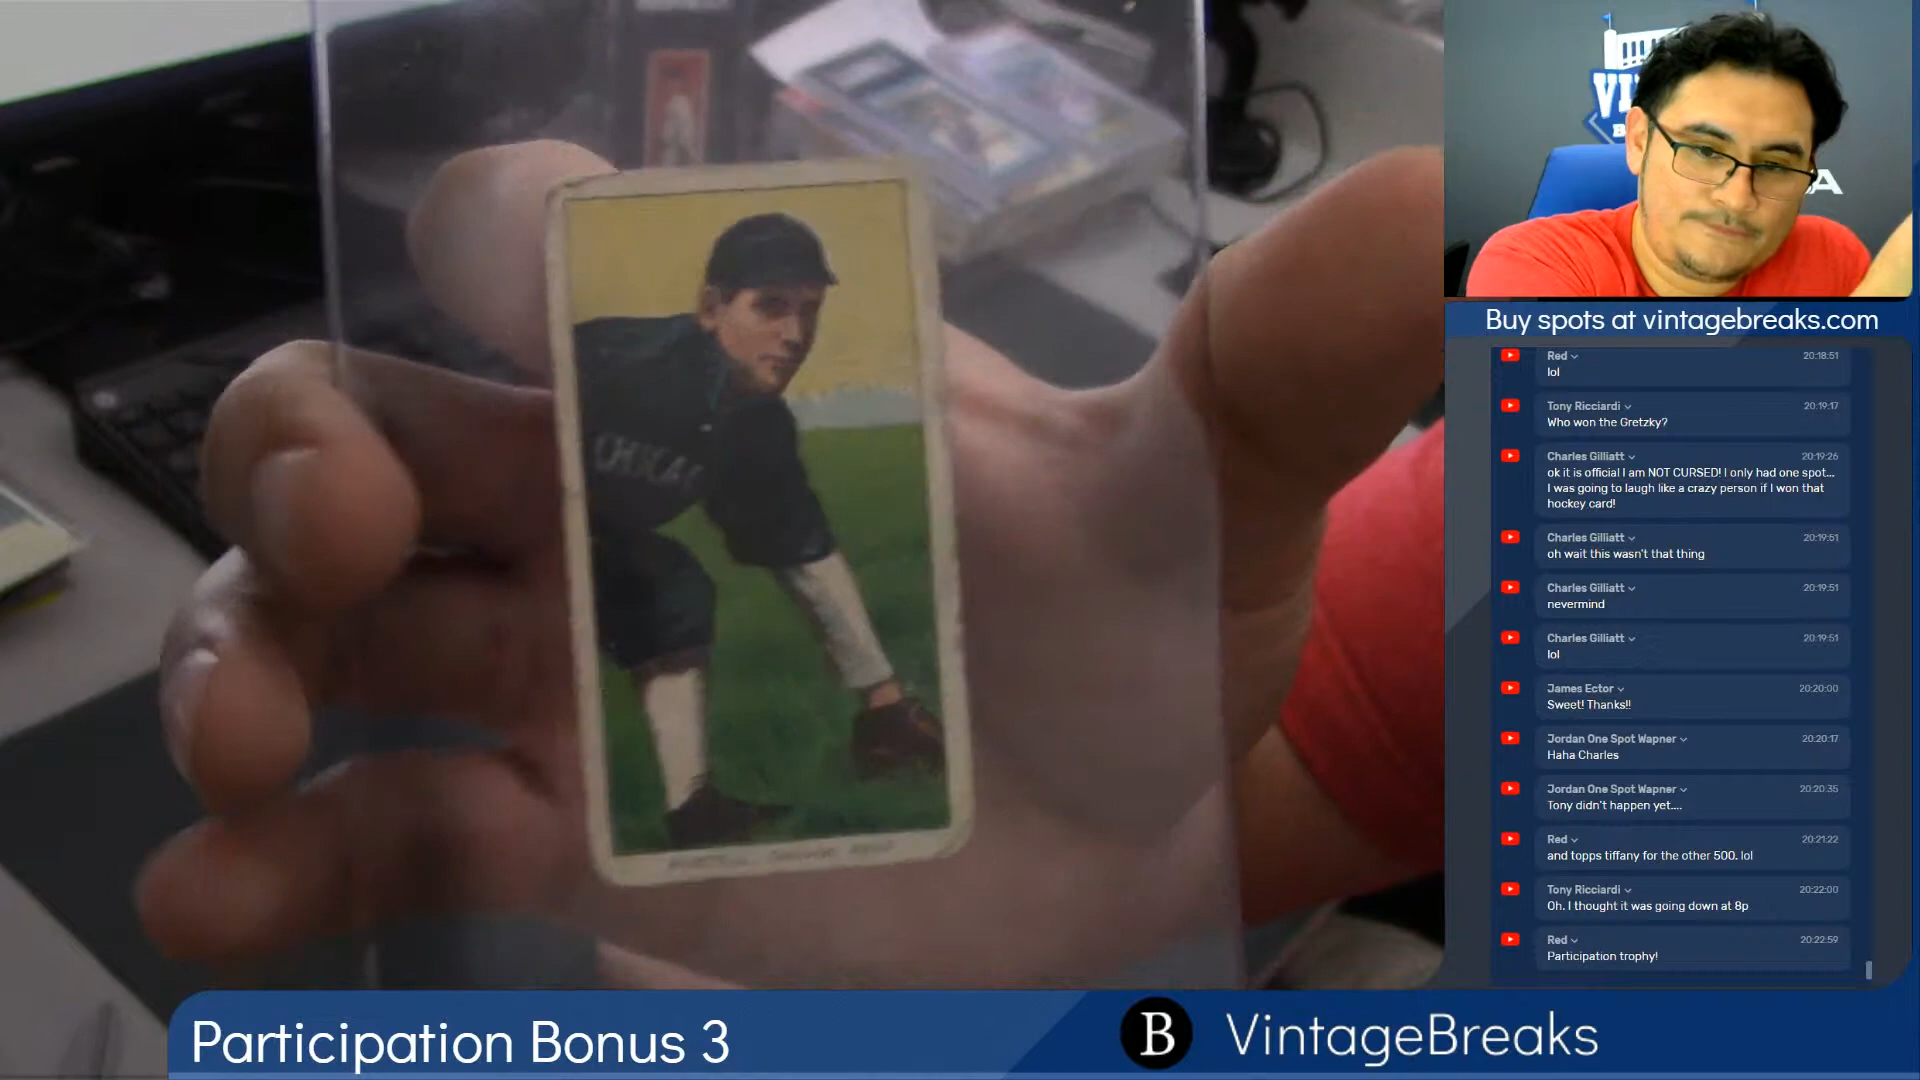 CHICAG
VI
B
A
Buy spots at vintagebreaks.com
Red 20:18:51
lol
Tony Ricciardi 20:19:17
Who won the Gretzky?
Charles Gilliatt 20:19:26
ok it is official I am NOT CURSED! I only had one spot...
I was going to laugh like a crazy person if I won that
hockey card!
Charles Gilliatt 20:19:51
oh wait this wasn't that thing
Charles Gilliatt 20:19:51
nevermind
Charles Gilliatt 20:19:51
lol
James Ector 20:20:00
Sweet! Thanks!!
Jordan One Spot Wapner 20:20:17
Haha Charles
Jordan One Spot Wapner 20:20:35
Tony didn't happen yet....
Red 20:21:22
and topps tiffany for the other 500. lol
Tony Ricciardi 20:22:00
Oh. I thought it was going down at 8p
Red 20:22:59
Participation trophy!
Participation Bonus 3
B VintageBreaks